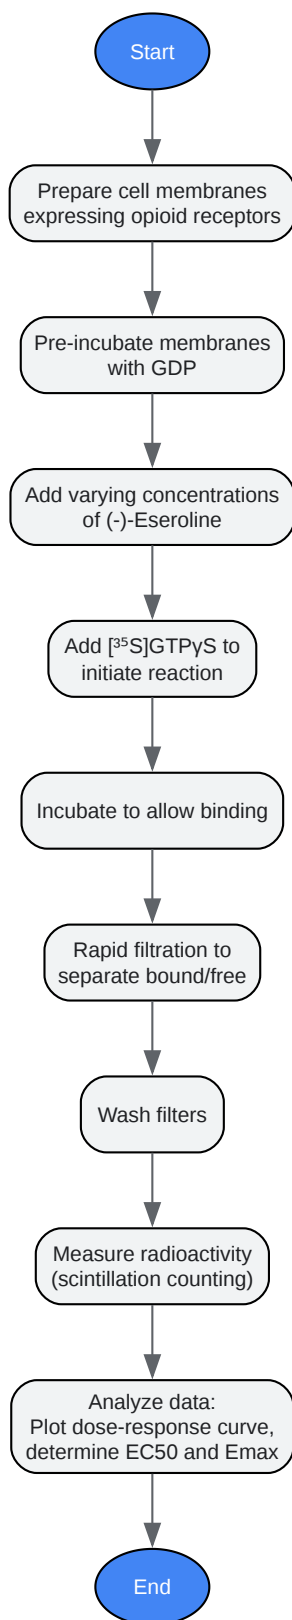 Start
Prepare cell membranes
expressing opioid receptors
Pre-incubate membranes
with GDP
Add varying concentrations
of (-)-Eseroline
Add [³⁵S]GTPγS to
initiate reaction
Incubate to allow binding
Rapid filtration to
separate bound/free
Wash filters
Measure radioactivity
(scintillation counting)
Analyze data:
Plot dose-response curve,
determine EC50 and Emax
End